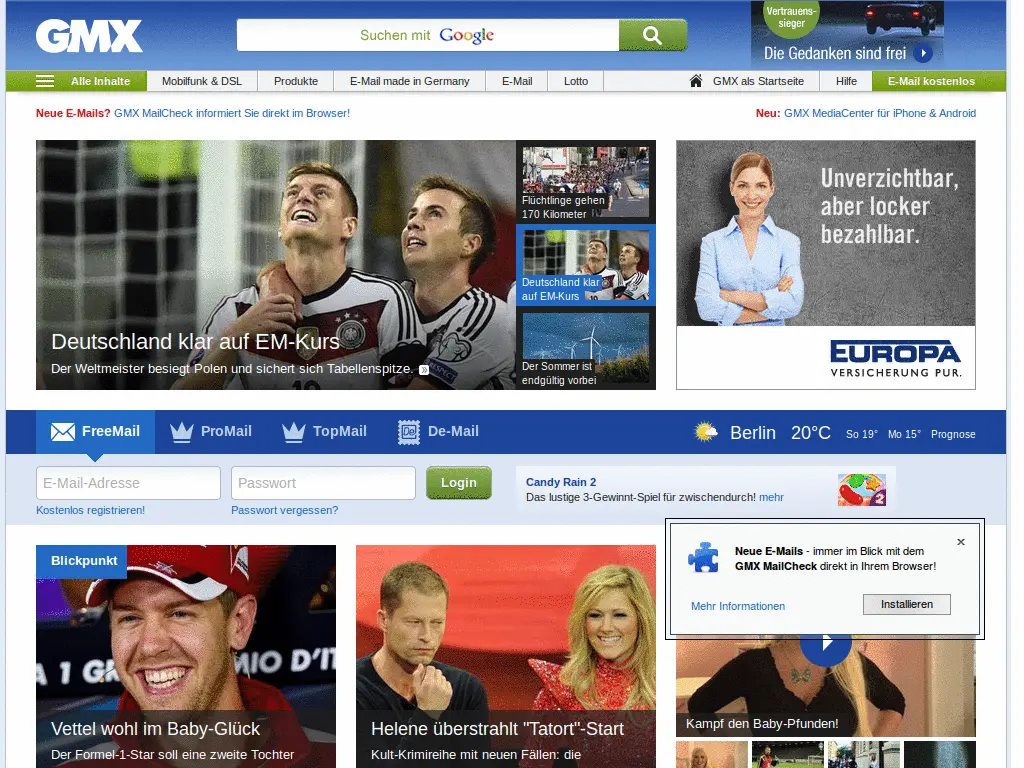 GMX
Suchen mit Google
Vertrauens-
sieger
Die Gedanken sind frei
Alle Inhalte
Mobilfunk & DSL
Produkte
E-Mail made in Germany
E-Mail
Lotto
GMX als Startseite
Hilfe
E-Mail kostenlos
Neue E-Mails? GMX MailCheck informiert Sie direkt im Browser!
Neu: GMX MediaCenter für iPhone & Android
Deutschland klar auf EM-Kurs
Der Weltmeister besiegt Polen und sichert sich Tabellenspitze.
Flüchtlinge gehen
170 Kilometer
Deutschland klar
auf EM-Kurs
Der Sommer ist
endgültig vorbei
Unverzichtbar,
aber locker
bezahlbar.
EUROPA
VERSICHERUNG PUR.
FreeMail
ProMail
TopMail
De-Mail
Berlin 20°C So 19° Mo 15° Prognose
E-Mail-Adresse
Passwort
Login
Kostenlos registrieren!
Passwort vergessen?
Candy Rain 2
Das lustige 3-Gewinnt-Spiel für zwischendurch! mehr
Neue E-Mails - immer im Blick mit dem
GMX MailCheck direkt in Ihrem Browser!
Mehr Informationen
Installieren
Blickpunkt
Vettel wohl im Baby-Glück
Der Formel-1-Star soll eine zweite Tochter
Helene überstrahlt "Tatort"-Start
Kult-Krimireihe mit neuen Fällen: die
Kampf den Baby-Pfunden!